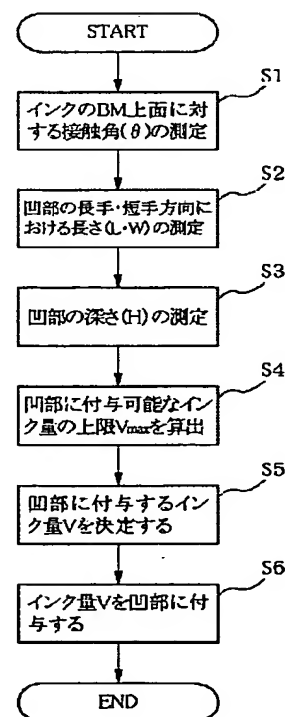 START
S1
インクのBM上面に対
する接触角(θ)の測定
S2
凹部の長手・短手方向に
おける長さ(L・W)の測定
S3
凹部の深さ(H)の測定
S4
凹部に付与可能なイン
ク量の上限Vmaxを算出
S5
凹部に付与するイン
ク量Vを決定する
S6
インク量Vを凹部に付
与する
END